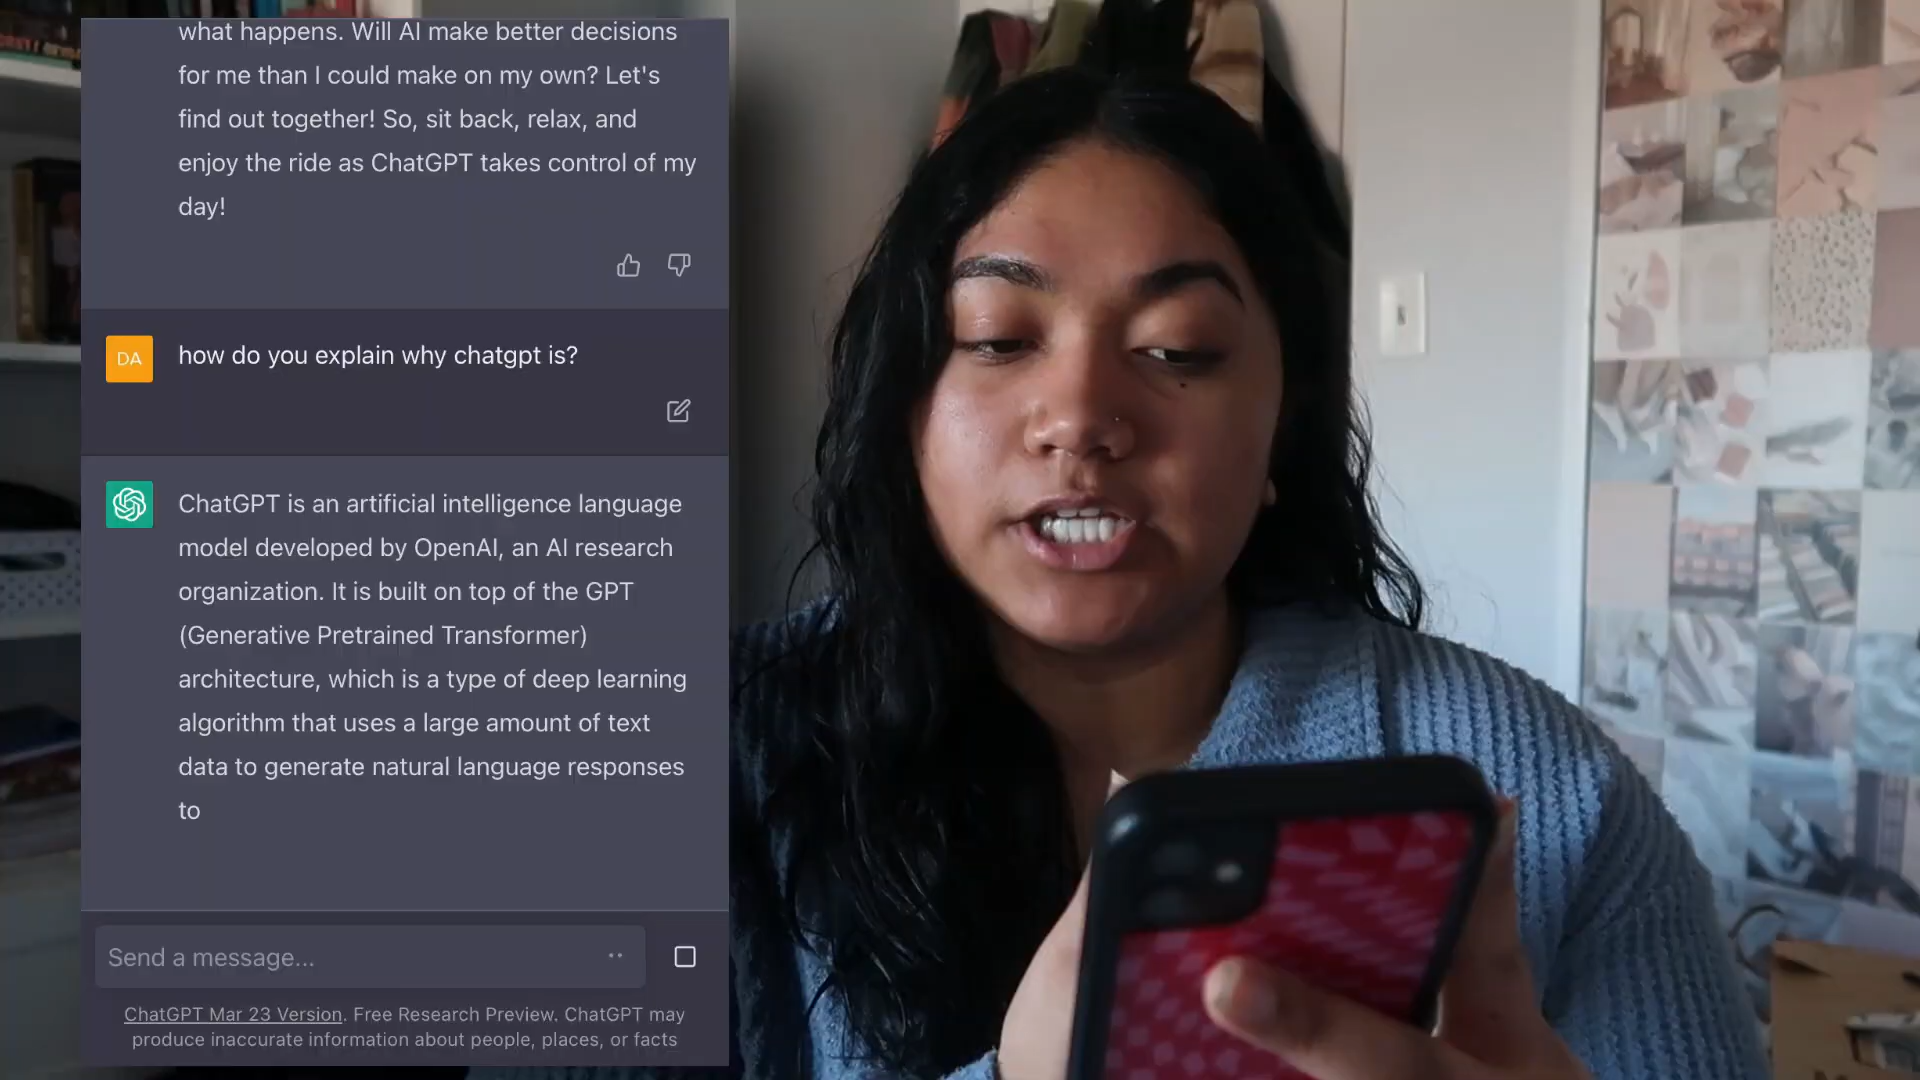 what happens. Will AI make better decisions
for me than I could make on my own? Let's
find out together! So, sit back, relax, and
enjoy the ride as ChatGPT takes control of my
day!
DA
how do you explain why chatgpt is?
ChatGPT is an artificial intelligence language
model developed by OpenAI, an AI research
organization. It is built on top of the GPT
(Generative Pretrained Transformer)
architecture, which is a type of deep learning
algorithm that uses a large amount of text
data to generate natural language responses
to
Send a message...
ChatGPT Mar 23 Version. Free Research Preview. ChatGPT may
produce inaccurate information about people, places, or facts